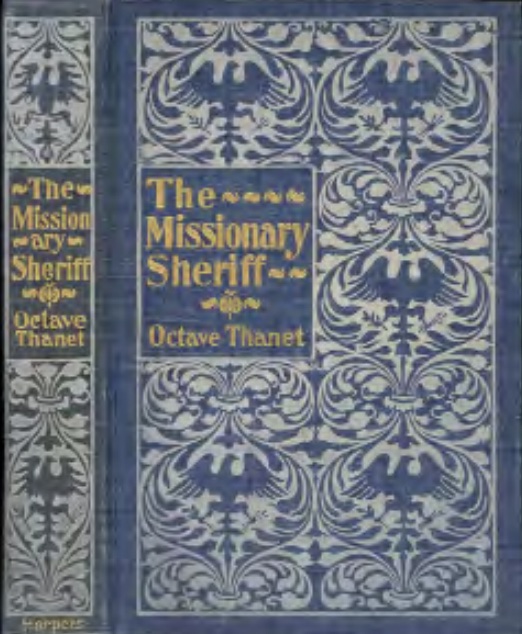 The
Mission
ary
Sheriff
Octave
Thanet
Harpers
The
Missionary
Sheriff
Octave Thanet